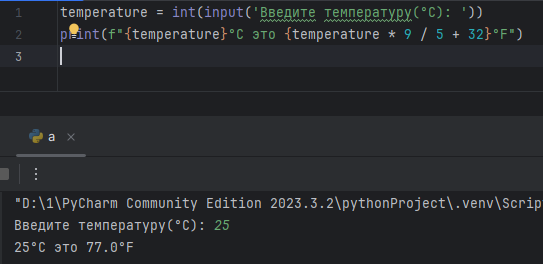 1 temperature = int(input('Введите температуру(°C): '))
2 print(f"{temperature}°C это {temperature * 9 / 5 + 32}°F")
3
a ×
"D:\1\PyCharm Community Edition 2023.3.2\pythonProject\.venv\Scrip
Введите температуру(°C): 25
25°C это 77.0°F